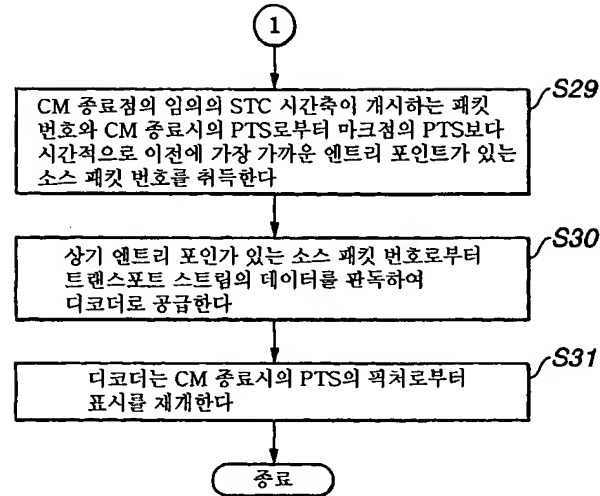 1
S29
CM 종료점의 임의의 STC 시간축이 개시하는 패킷
번호와 CM 종료시의 PTS로부터 마크점의 PTS보다
시간적으로 이전에 가장 가까운 엔트리 포인트가 있는
소스 패킷 번호를 취득한다
S30
상기 엔트리 포인가 있는 소스 패킷 번호로부터
트랜스포트 스트림의 데이터를 판독하여
디코더로 공급한다
S31
디코더는 CM 종료시의 PTS의 픽처로부터
표시를 재개한다
종료